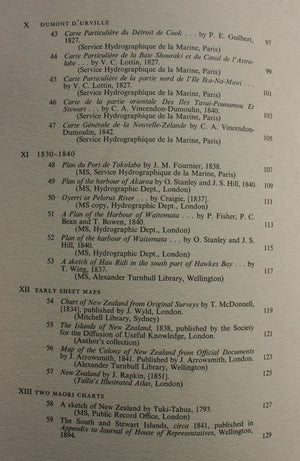 X DUMONT D'URVILLE
43 Carte Particulière du Détroit de Cook . . . by P. E. Guilbert, 1827. 97
(Service Hydrographique de la Marine, Paris)
44 Carte Particulière de la Baie Shouraki et du Canal de l'Astrolabe . . . by V. C. Lottin, 1827. 101
(Service Hydrographique de la Marine, Paris)
45 Carte Particulière de la partie nord de l'Ile Ika-Na-Mawi . . . by V. C. Lottin, 1827.
(Service Hydrographique de la Marine, Paris) 101
46 Carte de la partie orientale Des Iles Tavai-Pounamou Et Stewart . . . by C. A. Vincendon-Dumoulin, 1840.
(Service Hydrographique de la Marine, Paris) 103
47 Carte Générale de la Nouvelle-Zélande by C. A. Vincendon-
Dumoulin, 1842.
(Service Hydrographique de la Marine, Paris) 105
XI 1830-1840
48 Plan du Port de Tokolabo by J. M. Fournier, 1838.
(MS, Service Hydrographique de la Marine, Paris) 109
49 Plan of the harbour of Akaroa by O. Stanley and J. S. Hill, 1840.
(MS, Hydrographic Dept., London) 109
50 Oyerri or Pelorus River . . . by Craigie, [1837].
(MS copy, Hydrographic Dept., London) 111
51 A Plan of the Harbour of Waitemata . . . by P. Fisher, P. C. Bean and T. Bowen, 1840.
(MS, Hydrographic Dept., London) 113
52 Plan of the harbour of Waitemata . . . by O. Stanley and J. S. Hill, 1840.
(MS, Hydrographic Dept., London) 115
53 A sketch of Hau Ridi in the south part of Hawkes Bay . . . by T. Wing, 1837.
(MS, Alexander Turnbull Library, Wellington) 117
XII EARLY SHEET MAPS
54 Chart of New Zealand from Original Surveys by T. McDonnell, [1834], published by J. Wyld, London.
(Mitchell Library, Sydney) 119
55 The Islands of New Zealand, 1838, published by the Society for the Diffusion of Useful Knowledge, London.
(Author's collection) 121
56 Map of the Colony of New Zealand from Official Documents by J. Arrowsmith, 1841. Published by J. Arrowsmith, London.
(Alexander Turnbull Library, Wellington) 123
57 New Zealand by J. Rapkin, [1851].
(Tallis's Illustrated Atlas, London) 125
XIII TWO MAORI CHARTS
58 A sketch of New Zealand by Tuki-Tahua, 1793.
(MS, Public Record Office, London) 127
59 The South and Stewart Islands, circa 1841, published in Appendix to Journal of House of Representatives, Wellington, 1894. 129